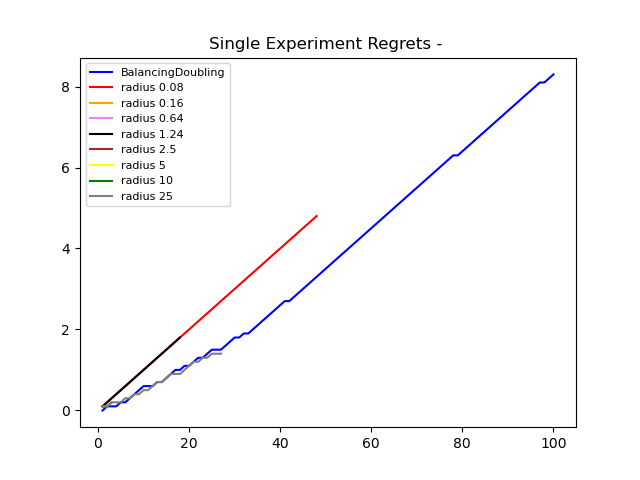 Single Experiment Regrets -
BalancingDoubling
radius 0.08
radius 0.16
radius 0.64
radius 1.24
radius 2.5
radius 5
radius 10
radius 25
8
6
4
2
0
0 20 40 60 80 100